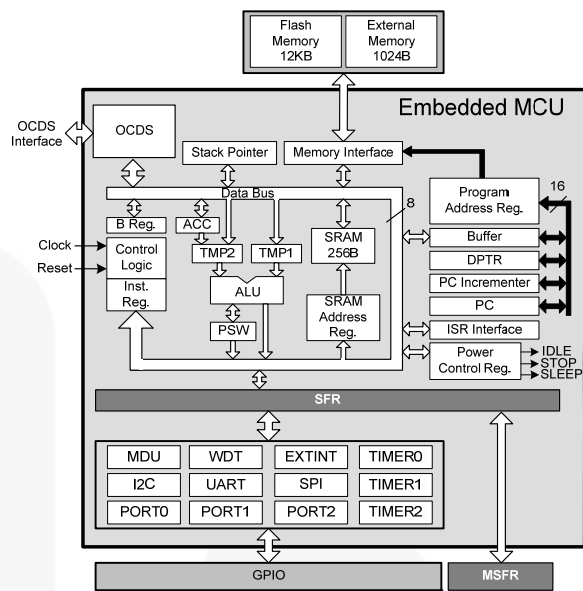 Flash
Memory
12KB
External
Memory
1024B
Embedded MCU
OCDS
Interface
OCDS
Stack Pointer
Memory Interface
Data Bus
8
16
Program
Address Reg.
B Reg.
ACC
SRAM
256B
Buffer
Clock
Control
Logic
TMP2
TMP1
DPTR
Reset
Inst.
Reg.
ALU
PC Incrementer
SRAM
Address
Reg.
PC
PSW
ISR Interface
Power
Control Reg.
IDLE
STOP
SLEEP
SFR
MDU
WDT
EXTINT
TIMER0
I2C
UART
SPI
TIMER1
PORT0
PORT1
PORT2
TIMER2
GPIO
MSFR